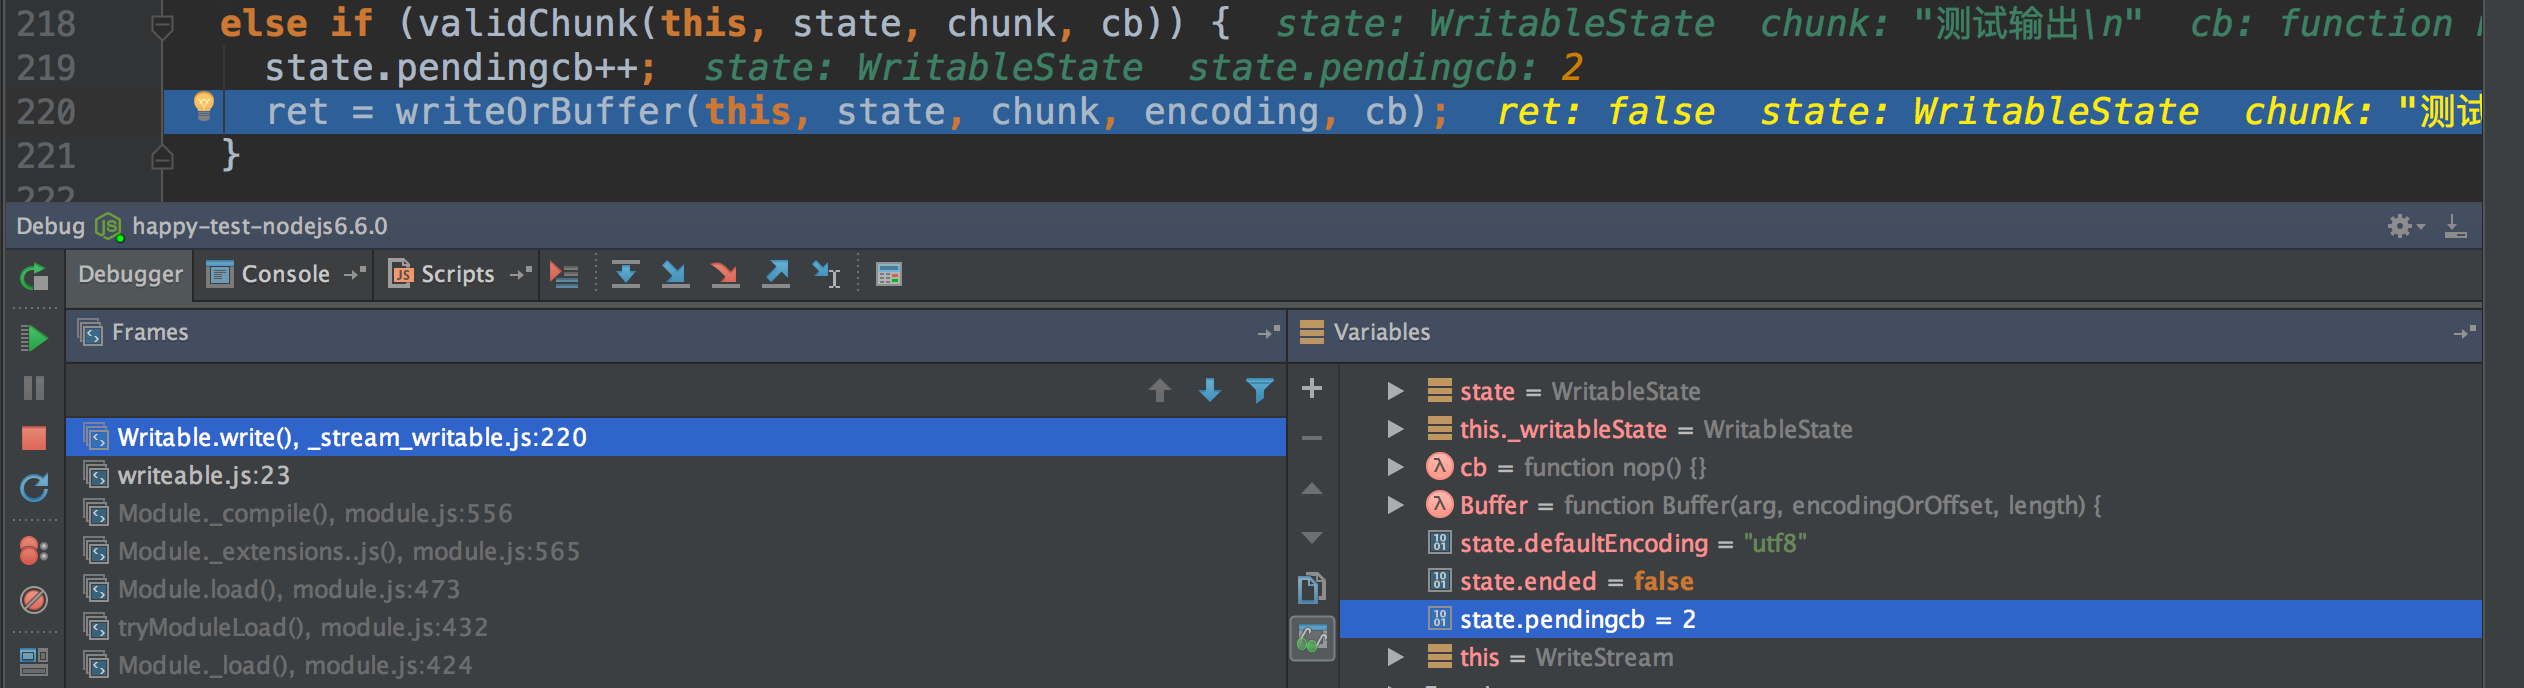 218 else if (validChunk(this, state, chunk, cb)) { state: WritableState chunk: "测试输出\n" cb: function
219 state.pendingcb++; state: WritableState state.pendingcb: 2
220 ret = writeOrBuffer(this, state, chunk, encoding, cb); ret: false state: WritableState chunk: "测试
221 }
222
Debug happy-test-nodejs6.6.0
Debugger Console Scripts
Frames
Variables
Writable.write(), _stream_writable.js:220
writeable.js:23
Module._compile(), module.js:556
Module._extensions..js(), module.js:565
Module.load(), module.js:473
tryModuleLoad(), module.js:432
Module._load(), module.js:424
state = WritableState
this._writableState = WritableState
cb = function nop() {}
Buffer = function Buffer(arg, encodingOrOffset, length) {
state.defaultEncoding = "utf8"
state.ended = false
state.pendingcb = 2
this = WriteStream